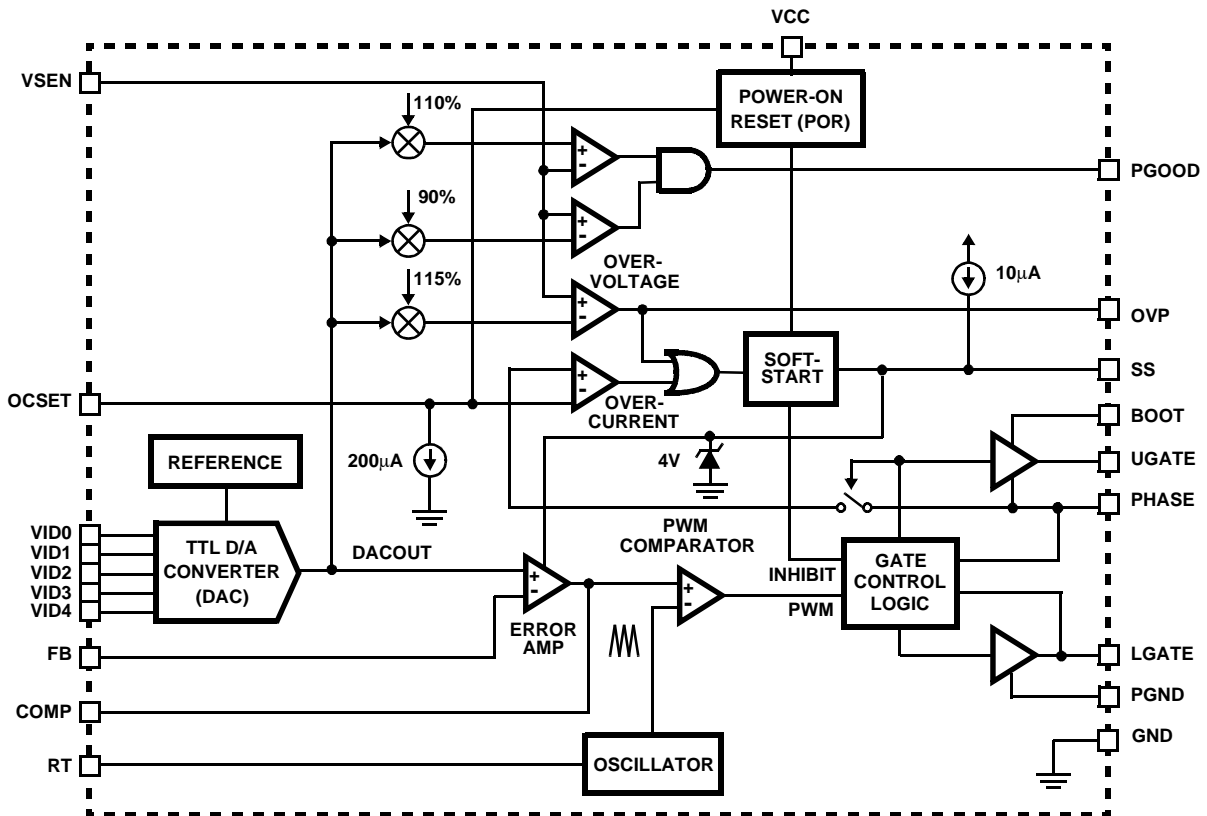 VCC
VSEN
110%
POWER-ON
RESET (POR)
+
-
PGOOD
90%
+
-
OVER-
VOLTAGE
10µA
115%
+
-
OVP
SOFT-
START
SS
+
-
OCSET
OVER-
CURRENT
BOOT
REFERENCE
200µA
4V
UGATE
PHASE
VID0
VID1
VID2
VID3
VID4
TTL D/A
CONVERTER
(DAC)
DACOUT
PWM
COMPARATOR
+
-
+
-
INHIBIT
PWM
GATE
CONTROL
LOGIC
ERROR
AMP
FB
LGATE
PGND
COMP
GND
RT
OSCILLATOR